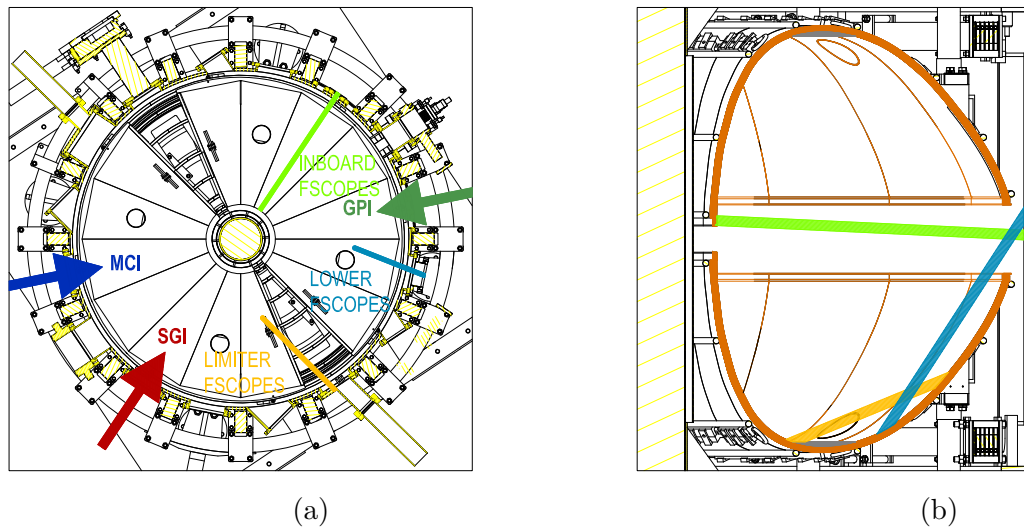 INBOARD
FSCOPES
GPI
MCI
LOWER
FSCOPES
SGI
LIMITER
FSCOPES
(a)
(b)